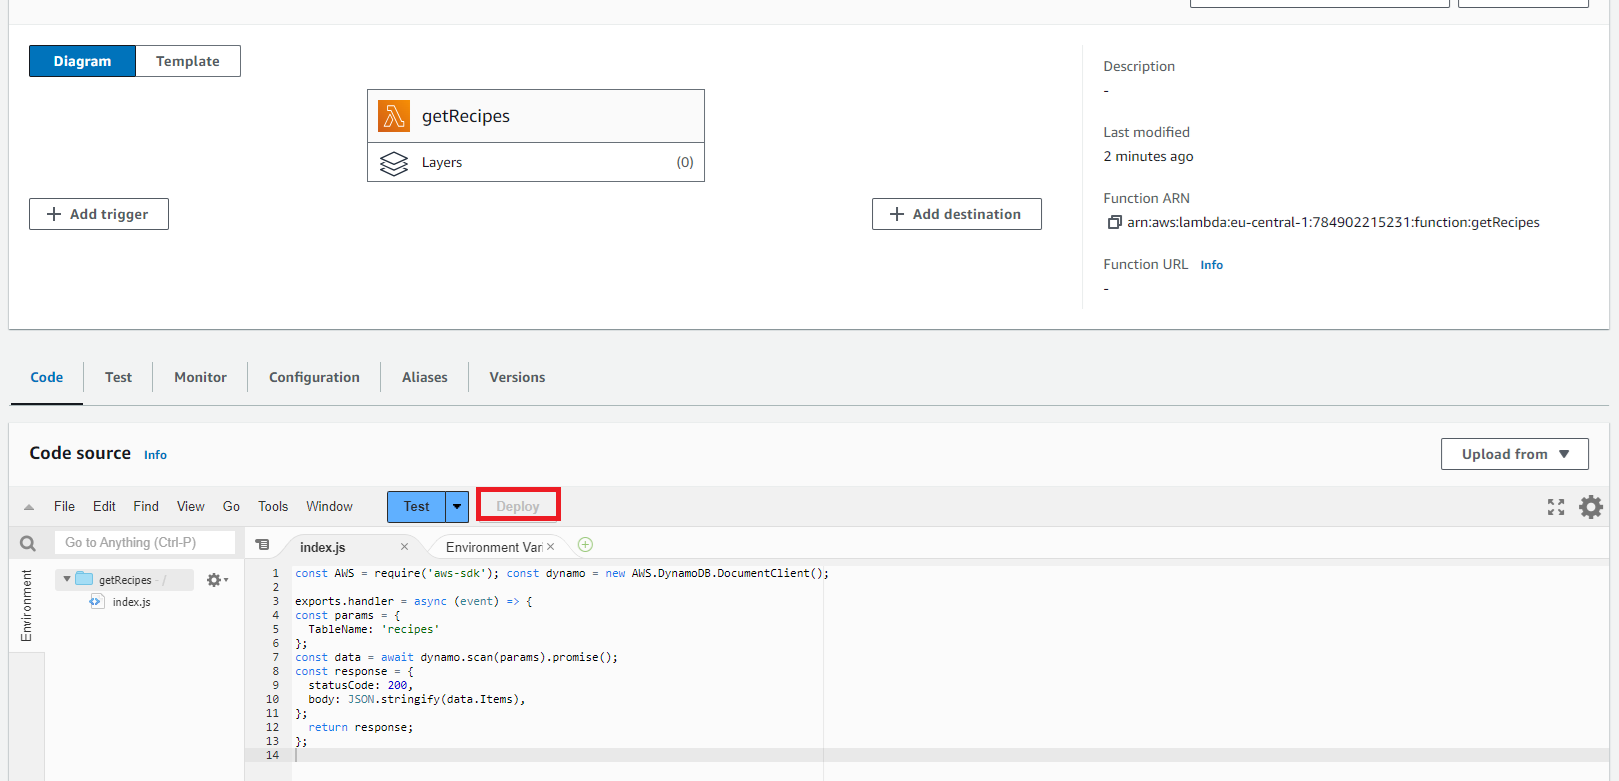 Diagram Template
getRecipes
Layers (0)
Add trigger
Add destination
Description
-
Last modified
2 minutes ago
Function ARN
arn:aws:lambda:eu-central-1:784902215231:function:getRecipes
Function URL Info
-
Code Test Monitor Configuration Aliases Versions
Code source Info
Upload from
File Edit Find View Go Tools Window Test Deploy
Go to Anything (Ctrl-P)
index.js × Environment Vari ×
Environment
getRecipes - /
index.js
1 const AWS = require('aws-sdk'); const dynamo = new AWS.DynamoDB.DocumentClient();
2
3 exports.handler = async (event) => {
4 const params = {
5 TableName: 'recipes'
6 };
7 const data = await dynamo.scan(params).promise();
8 const response = {
9 statusCode: 200,
10 body: JSON.stringify(data.Items),
11 };
12 return response;
13 };
14